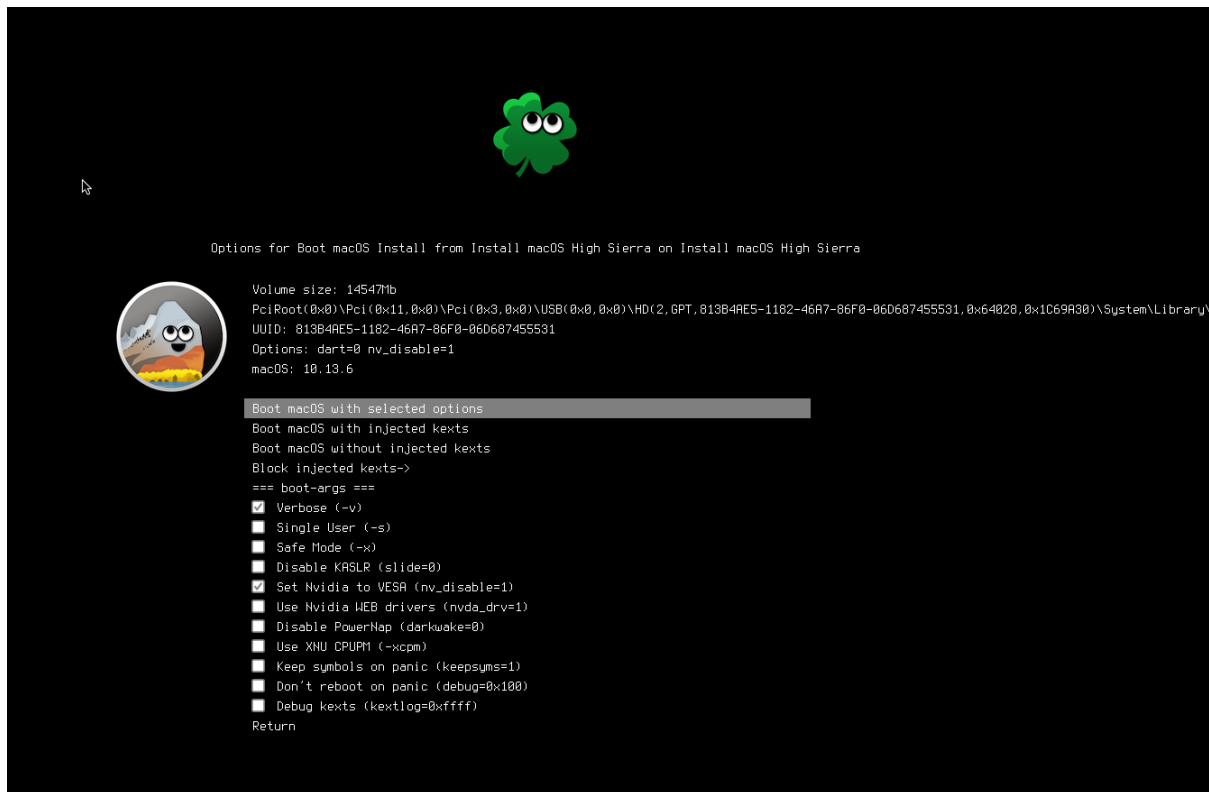 Options for Boot macOS Install from Install macOS High Sierra on Install macOS High Sierra
Volume size: 14547Mb
PciRoot(0x0)\Pci(0x11,0x0)\Pci(0x3,0x0)\USB(0x0,0x0)\HD(2,GPT,813B4AE5-1182-46A7-86F0-06D687455531,0x64028,0x1C69A30)\System\Library\
UUID: 813B4AE5-1182-46A7-86F0-06D687455531
Options: dart=0 nv_disable=1
macOS: 10.13.6
Boot macOS with selected options
Boot macOS with injected kexts
Boot macOS without injected kexts
Block injected kexts->
=== boot-args ===
Verbose (-v)
Single User (-s)
Safe Mode (-x)
Disable KASLR (slide=0)
Set Nvidia to VESA (nv_disable=1)
Use Nvidia WEB drivers (nvda_drv=1)
Disable PowerNap (darkwake=0)
Use XNU CPUPM (-xcpm)
Keep symbols on panic (keepsyms=1)
Don't reboot on panic (debug=0x100)
Debug kexts (kextlog=0xffff)
Return